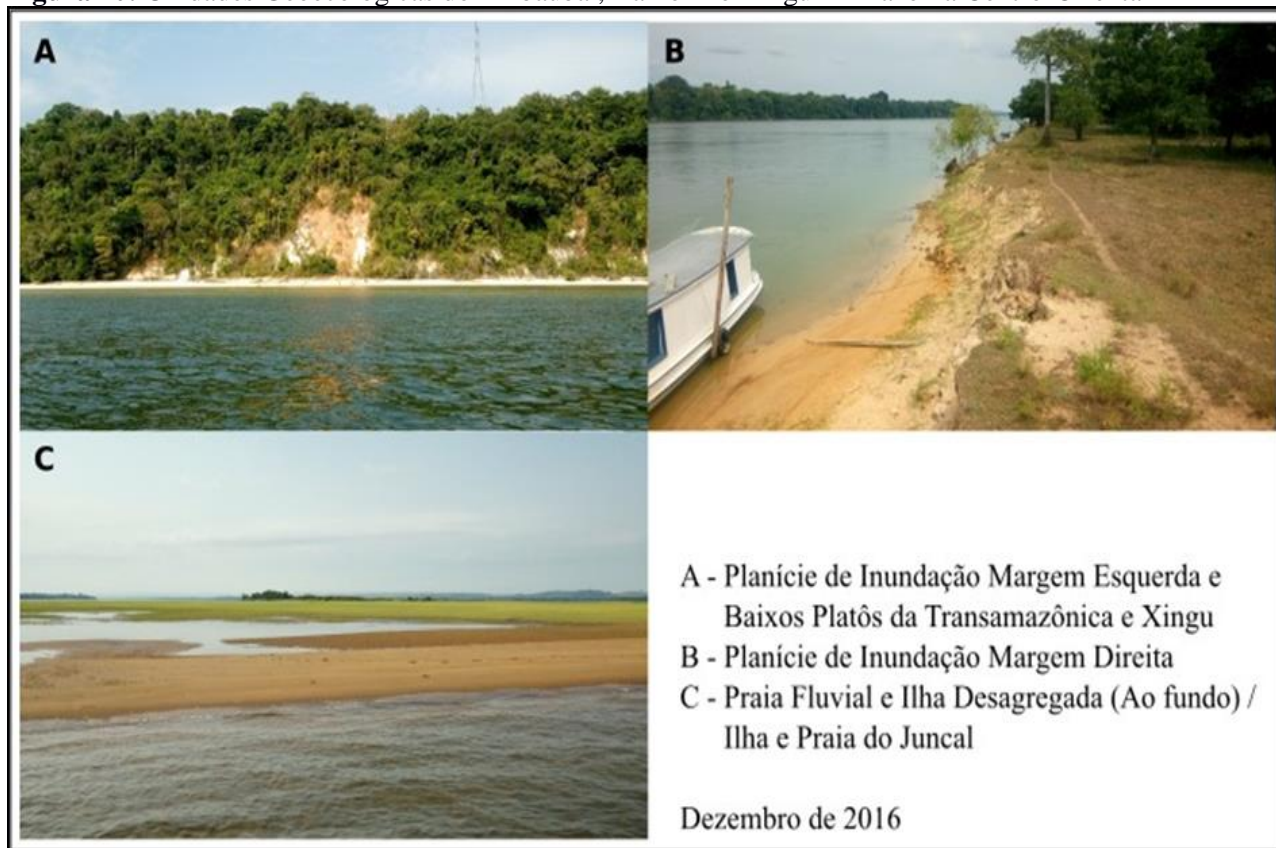 A
B
C
A - Planície de Inundação Margem Esquerda e
Baixos Platôs da Transamazônica e Xingu
B - Planície de Inundação Margem Direita
C - Praia Fluvial e Ilha Desagregada (Ao fundo) /
Ilha e Praia do Juncal
Dezembro de 2016